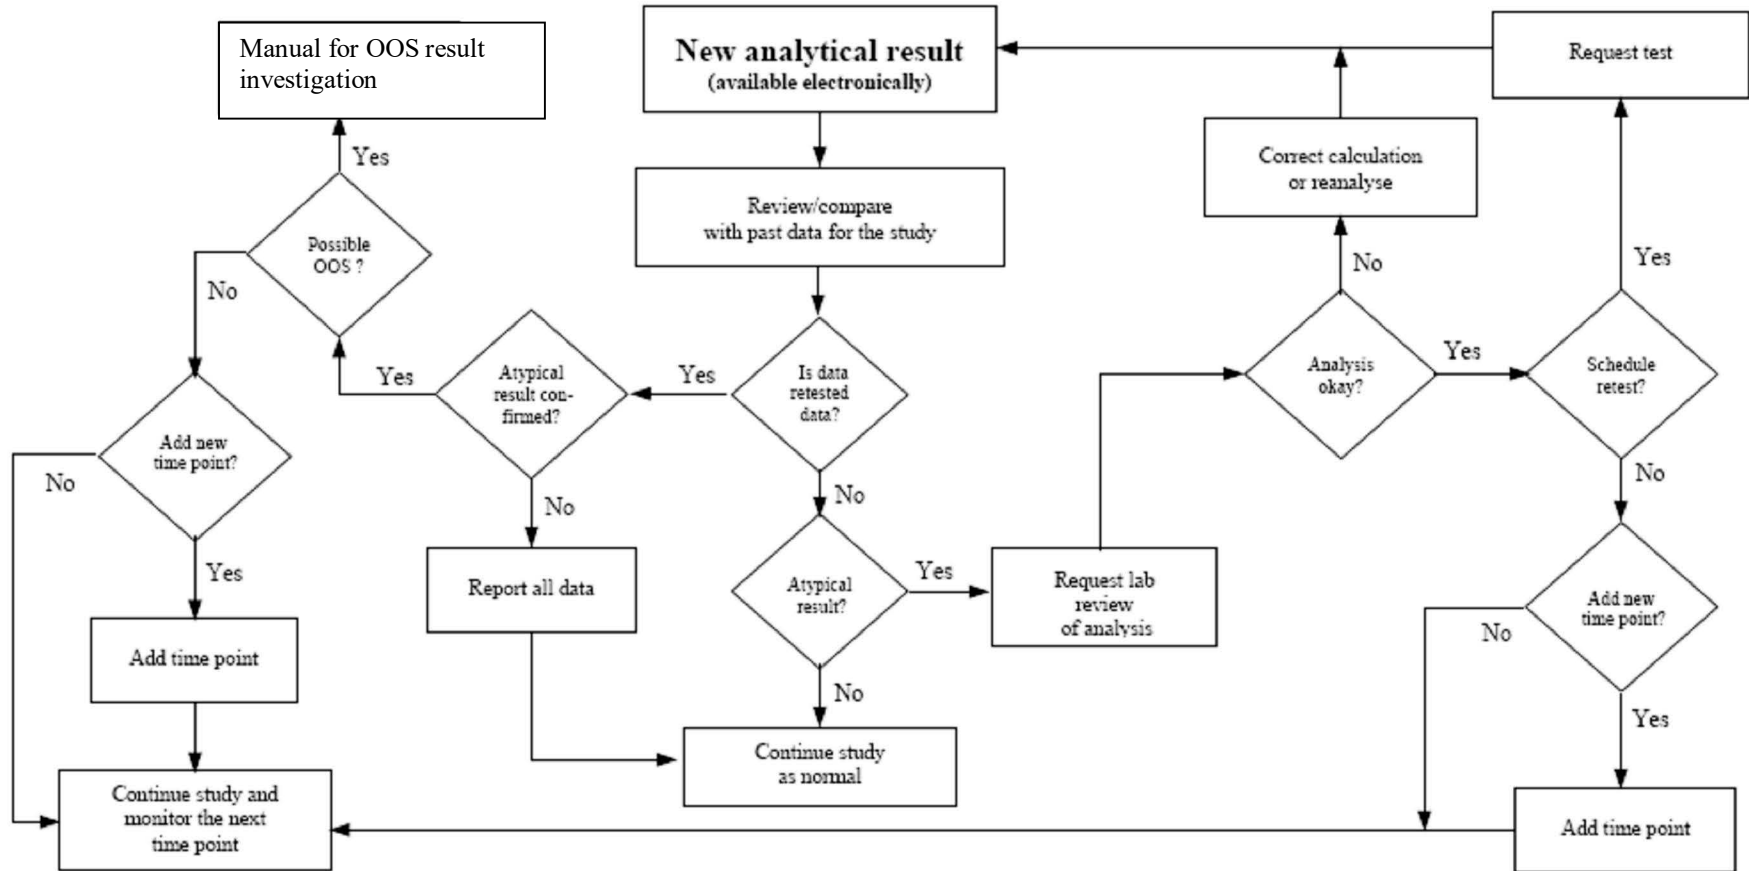 Manual for OOS result
investigation
New analytical result
(available electronically)
Request test
Yes
Correct calculation
or reanalyse
Review/compare
with past data for the study
Possible
OOS ?
No
No
Yes
Atypical
result con-
firmed?
Yes
Yes
Is data
retested
data?
Analysis
okay?
Yes
Schedule
retest?
Add new
time point?
No
No
No
No
Yes
Report all data
Atypical
result?
Yes
Request lab
review
of analysis
Add new
time point?
No
Add time point
No
Yes
Continue study
as normal
Continue study and
monitor the next
time point
Add time point